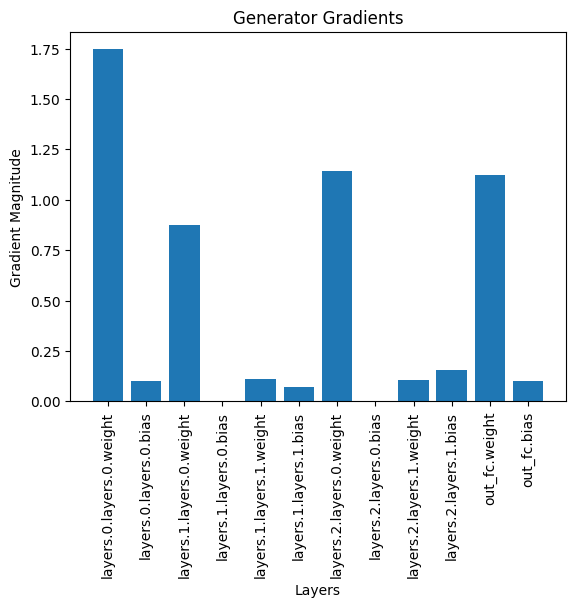 Generator Gradients
Gradient Magnitude
1.75
1.50
1.25
1.00
0.75
0.50
0.25
0.00
layers.0.layers.0.weight
layers.0.layers.0.bias
layers.1.layers.0.weight
layers.1.layers.0.bias
layers.1.layers.1.weight
layers.1.layers.1.bias
layers.2.layers.0.weight
layers.2.layers.0.bias
layers.2.layers.1.weight
layers.2.layers.1.bias
out_fc.weight
out_fc.bias
Layers